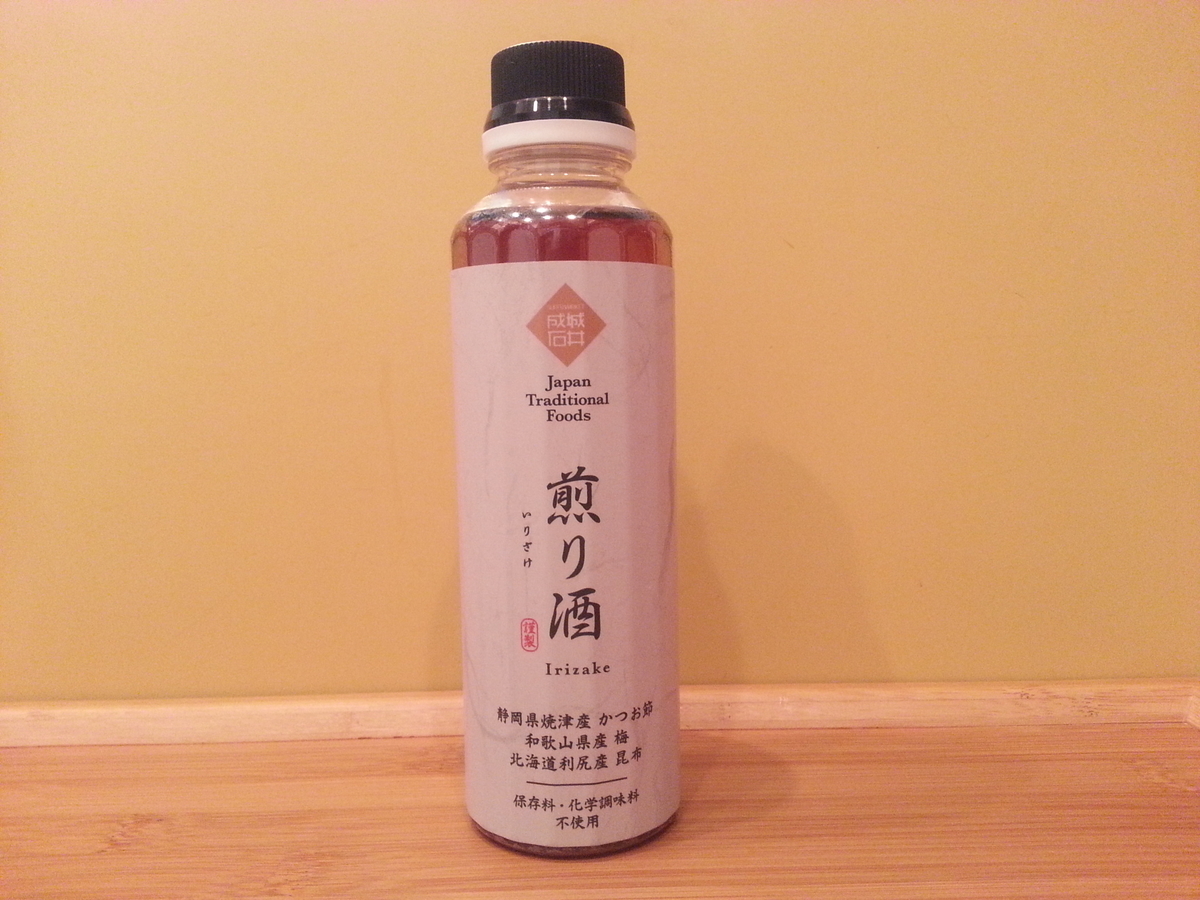 成城
石井
Japan
Traditional
Foods
煎り酒
いりざけ
謹製
Irizake
静岡県焼津産 かつお節
和歌山県産 梅
北海道利尻産 昆布
保存料・化学調味料
不使用